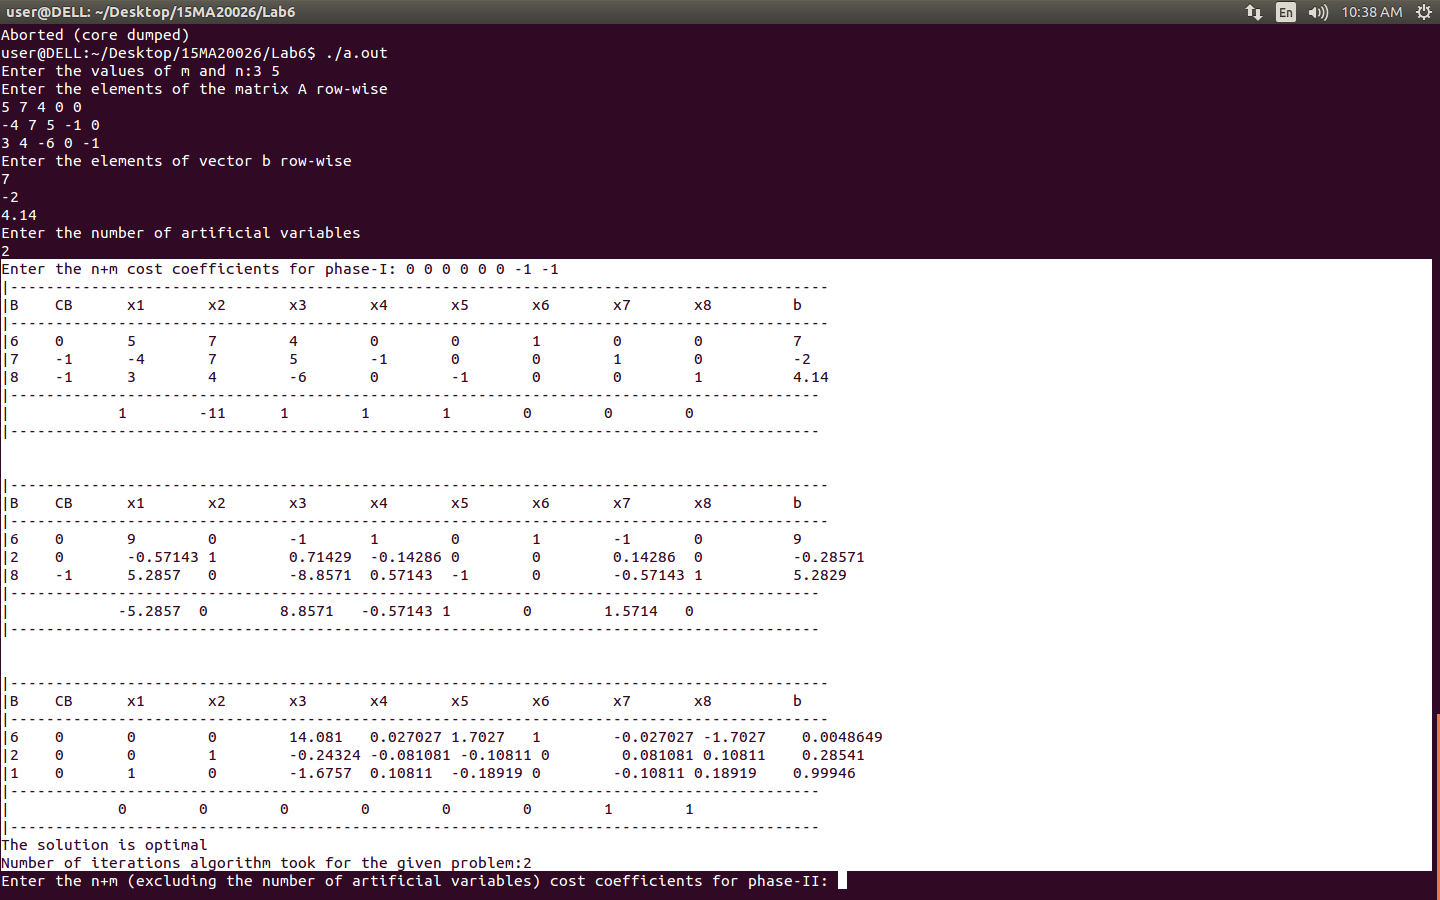 user@DELL: ~/Desktop/15MA20026/Lab6 En 10:38 AM
Aborted (core dumped)
user@DELL:~/Desktop/15MA20026/Lab6$ ./a.out
Enter the values of m and n:3 5
Enter the elements of the matrix A row-wise
5 7 4 0 0
-4 7 5 -1 0
3 4 -6 0 -1
Enter the elements of vector b row-wise
7
-2
4.14
Enter the number of artificial variables
2
Enter the n+m cost coefficients for phase-I: 0 0 0 0 0 0 -1 -1
|-------------------------------------------------------------------------------------------
|B CB x1 x2 x3 x4 x5 x6 x7 x8 b
|-------------------------------------------------------------------------------------------
|6 0 5 7 4 0 0 1 0 0 7
|7 -1 -4 7 5 -1 0 0 1 0 -2
|8 -1 3 4 -6 0 -1 0 0 1 4.14
|------------------------------------------------------------------------------------------
| 1 -11 1 1 1 0 0 0
|------------------------------------------------------------------------------------------
|-------------------------------------------------------------------------------------------
|B CB x1 x2 x3 x4 x5 x6 x7 x8 b
|-------------------------------------------------------------------------------------------
|6 0 9 0 -1 1 0 1 -1 0 9
|2 0 -0.57143 1 0.71429 -0.14286 0 0 0.14286 0 -0.28571
|8 -1 5.2857 0 -8.8571 0.57143 -1 0 -0.57143 1 5.2829
|------------------------------------------------------------------------------------------
| -5.2857 0 8.8571 -0.57143 1 0 1.5714 0
|------------------------------------------------------------------------------------------
|-------------------------------------------------------------------------------------------
|B CB x1 x2 x3 x4 x5 x6 x7 x8 b
|-------------------------------------------------------------------------------------------
|6 0 0 0 14.081 0.027027 1.7027 1 -0.027027 -1.7027 0.0048649
|2 0 0 1 -0.24324 -0.081081 -0.10811 0 0.081081 0.10811 0.28541
|1 0 1 0 -1.6757 0.10811 -0.18919 0 -0.10811 0.18919 0.99946
|------------------------------------------------------------------------------------------
| 0 0 0 0 0 0 1 1
|------------------------------------------------------------------------------------------
The solution is optimal
Number of iterations algorithm took for the given problem:2
Enter the n+m (excluding the number of artificial variables) cost coefficients for phase-II: